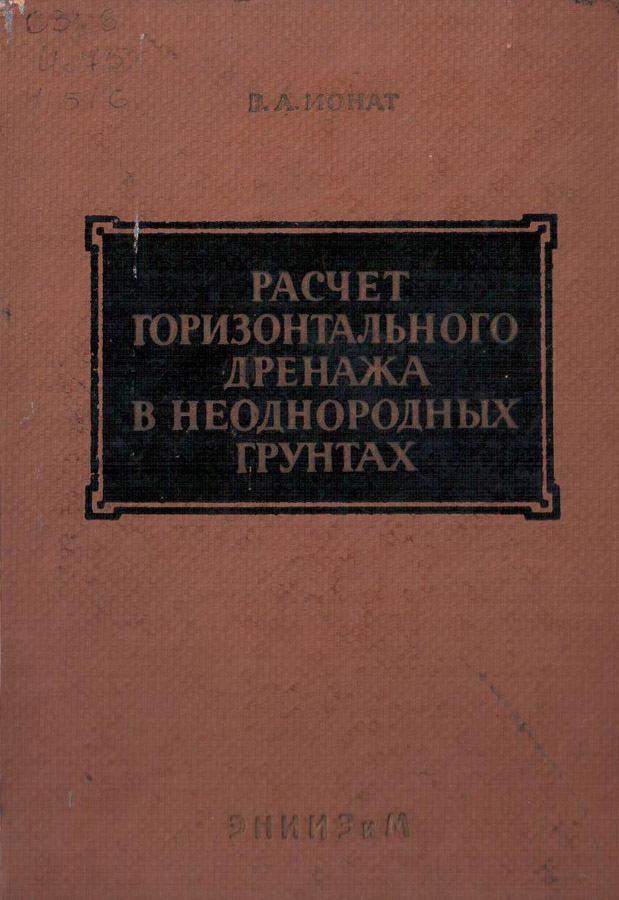 В. А. ИОНАТ
РАСЧЕТ
ГОРИЗОНТАЛЬНОГО
ДРЕНАЖА
В НЕОДНОРОДНЫХ
ГРУНТАХ
ЭНИИЗиМ